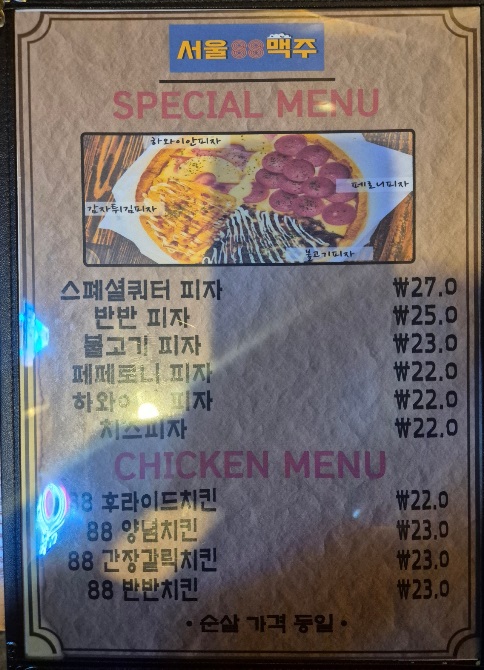 서울88맥주
SPECIAL MENU
하와이안피자
페로니피자
감자튀김피자
불고기피자
스폐셜쿼터 피자 ₩27.0
반반 피자 ₩25.0
불고기 피자 ₩23.0
페페토니 피자 ₩22.0
피자 ₩22.0
치즈피자 ₩22.0
CHICKEN MENU
88 후라이드치킨 ₩22.0
88 양념치킨 ₩23.0
88 간장갈릭치킨 ₩23.0
88 반반치킨 ₩23.0
• 순살 가격 동일 •